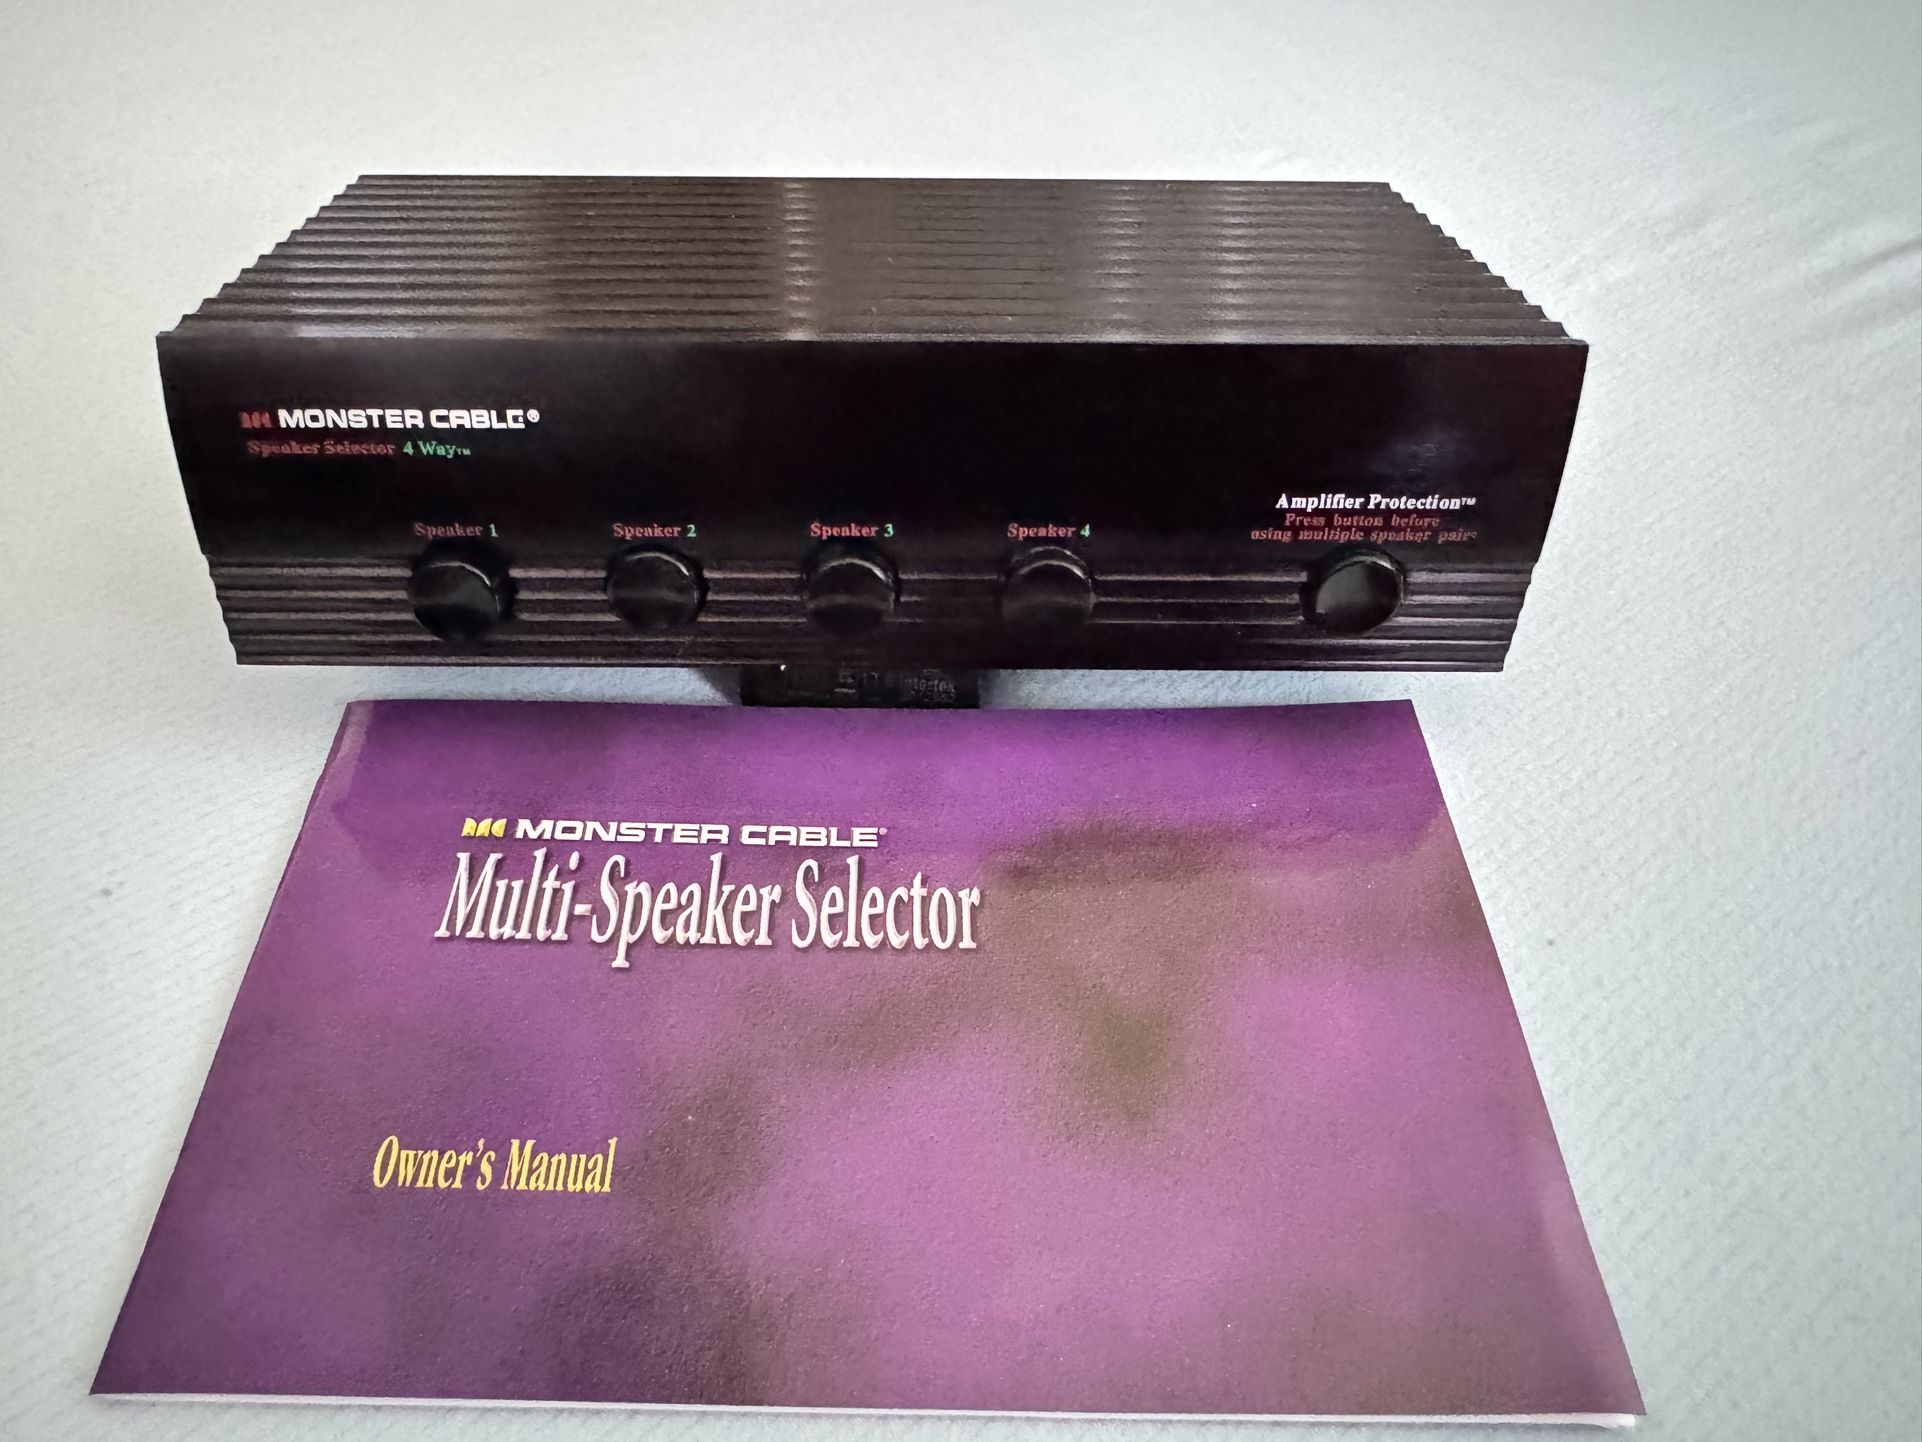 MONSTER CABLE®
Speaker Selector 4 Way™
Speaker 1
Speaker 2
Speaker 3
Speaker 4
Amplifier Protection™
Press button before
using multiple speaker pairs
MONSTER CABLE®
Multi-Speaker Selector
Owner's Manual